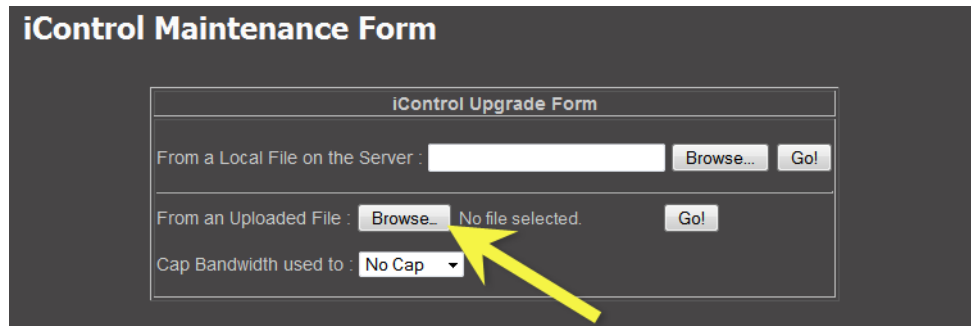 iControl Maintenance Form
iControl Upgrade Form
From a Local File on the Server : Browse... Go!
From an Uploaded File : Browse... No file selected. Go!
Cap Bandwidth used to : No Cap